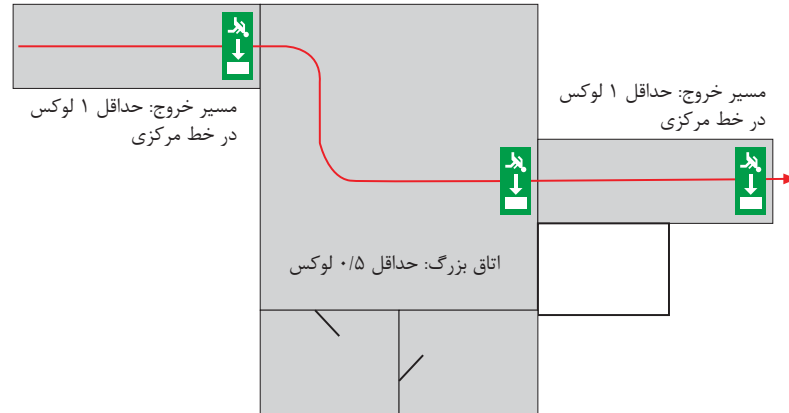 مسیر خروج: حداقل ۱ لوکس
در خط مرکزی
مسیر خروج: حداقل ۱ لوکس
در خط مرکزی
اتاق بزرگ: حداقل ۰/۵ لوکس